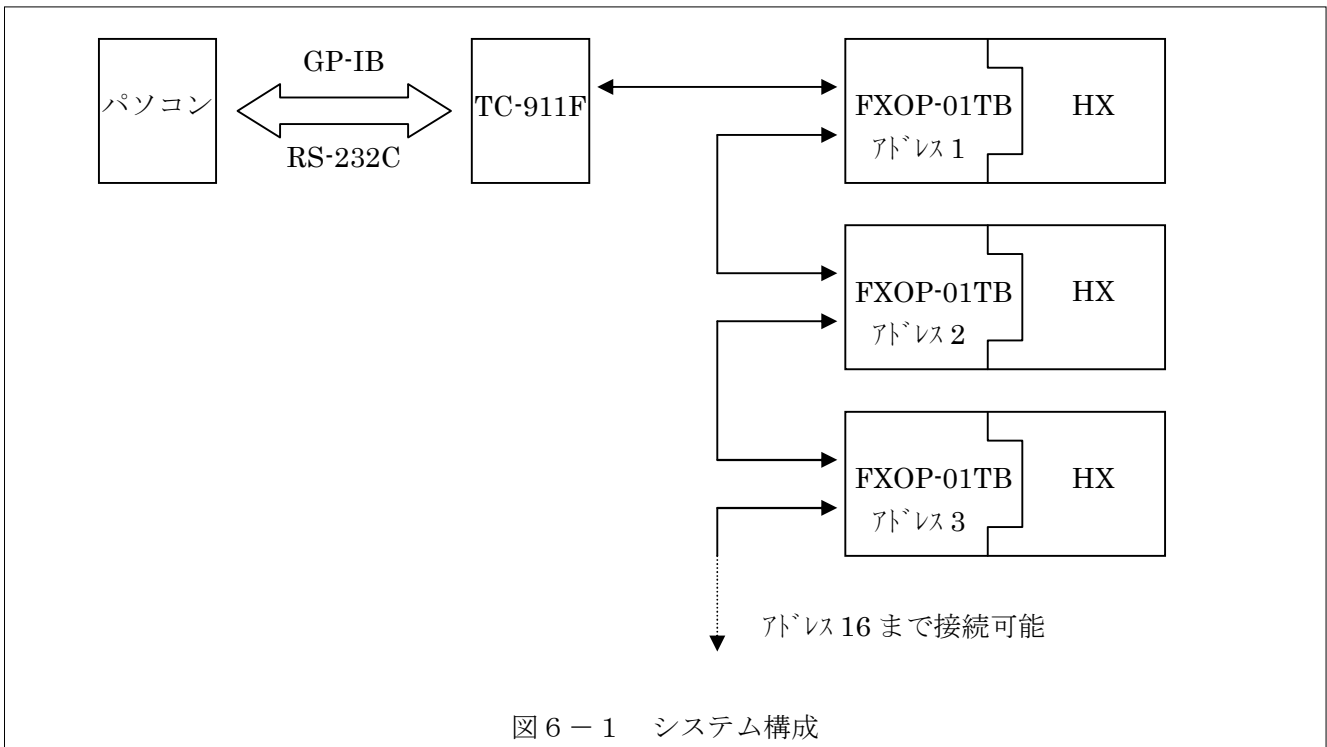 パソコン
GP-IB
RS-232C
TC-911F
FXOP-01TB
ｱﾄﾞﾚｽ1
HX
FXOP-01TB
ｱﾄﾞﾚｽ2
HX
FXOP-01TB
ｱﾄﾞﾚｽ3
HX
ｱﾄﾞﾚｽ16まで接続可能
図６－１　システム構成